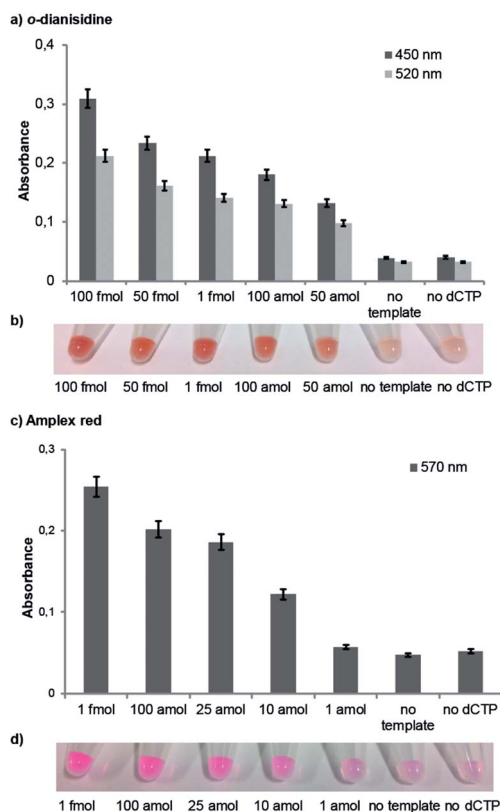 a) o-dianisidine
0,4
450 nm
520 nm
0,3
0,2
0,1
0
Absorbance
100 fmol 50 fmol 1 fmol 100 amol 50 amol no template no dCTP
b)
100 fmol 50 fmol 1 fmol 100 amol 50 amol no template no dCTP
c) Amplex red
0,3
570 nm
0,2
0,1
0
Absorbance
1 fmol 100 amol 25 amol 10 amol 1 amol no template no dCTP
d)
1 fmol 100 amol 25 amol 10 amol 1 amol no template no dCTP